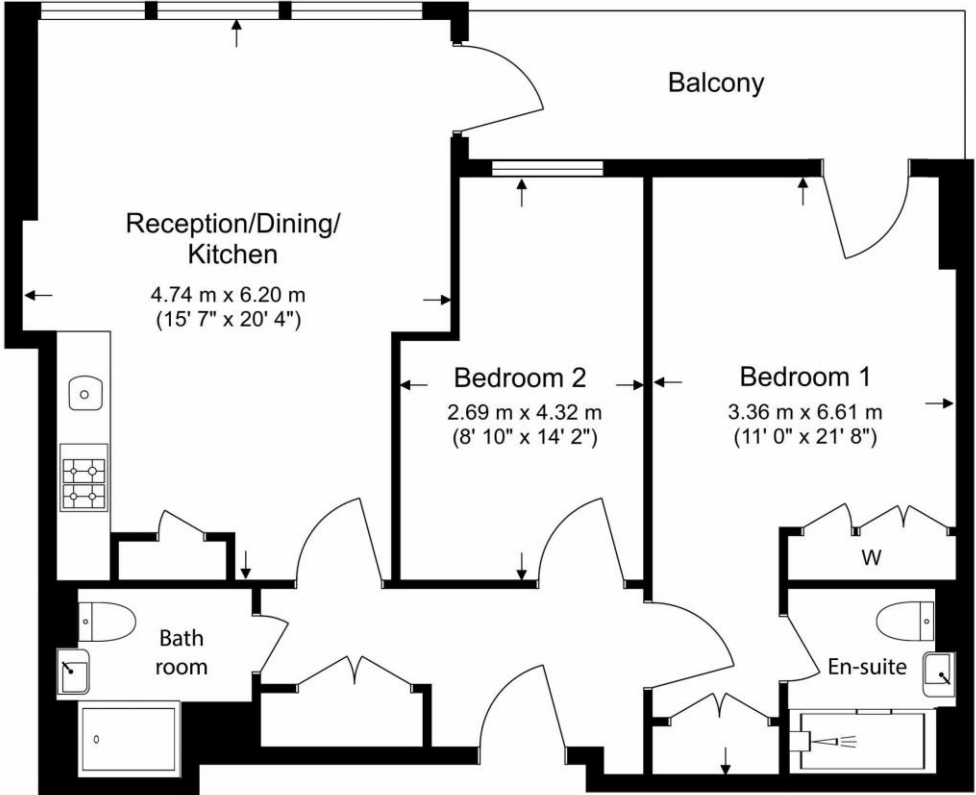 Balcony
Reception/Dining/
Kitchen
4.74 m x 6.20 m
(15' 7" x 20' 4")
Bedroom 2
2.69 m x 4.32 m
(8' 10" x 14' 2")
Bedroom 1
3.36 m x 6.61 m
(11' 0" x 21' 8")
W
Bath
room
En-suite